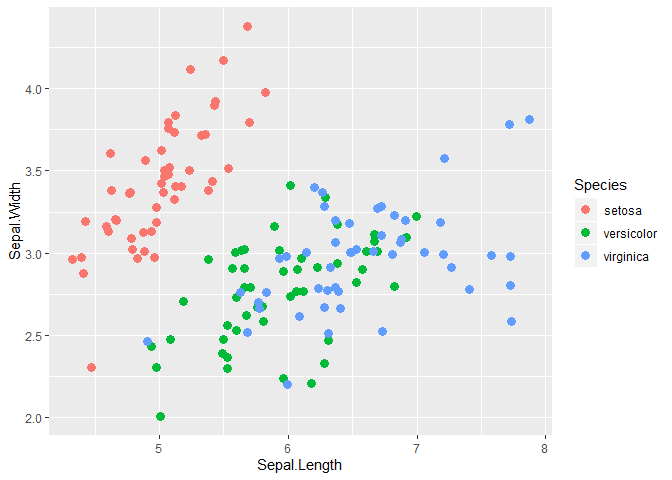 4.0
3.5
3.0
2.5
2.0
Sepal.Width
5 6 7 8
Sepal.Length
Species
setosa
versicolor
virginica